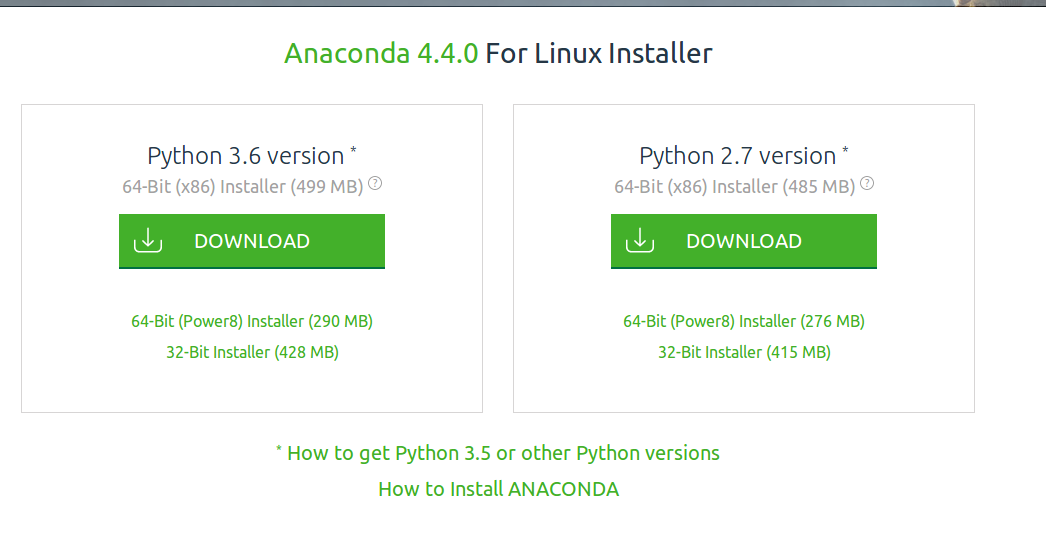 Anaconda 4.4.0 For Linux Installer
Python 3.6 version *
64-Bit (x86) Installer (499 MB) ?
DOWNLOAD
64-Bit (Power8) Installer (290 MB)
32-Bit Installer (428 MB)
Python 2.7 version *
64-Bit (x86) Installer (485 MB) ?
DOWNLOAD
64-Bit (Power8) Installer (276 MB)
32-Bit Installer (415 MB)
* How to get Python 3.5 or other Python versions
How to Install ANACONDA